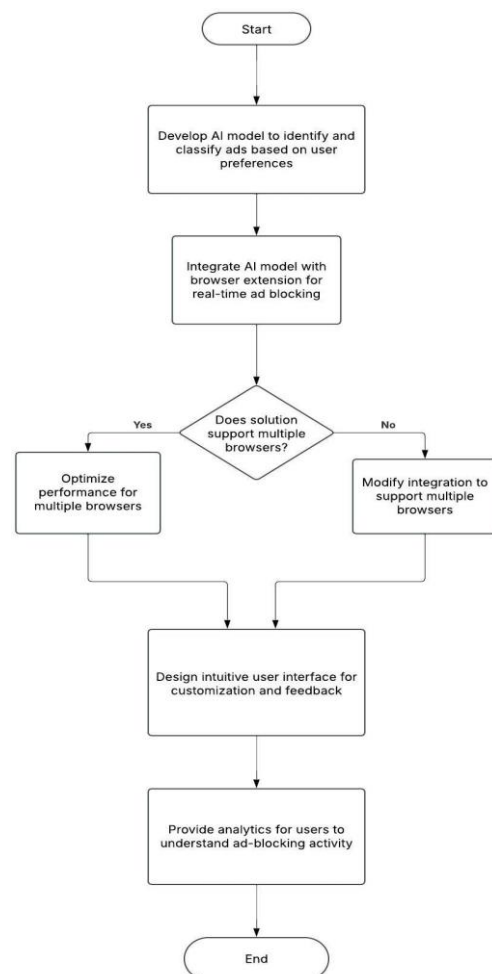 Start
Develop AI model to identify and
classify ads based on user
preferences
Integrate AI model with
browser extension for
real-time ad blocking
Does solution
support multiple
browsers?
Yes
No
Optimize
performance for
multiple browsers
Modify integration to
support multiple
browsers
Design intuitive user interface for
customization and feedback
Provide analytics for users to
understand ad-blocking activity
End